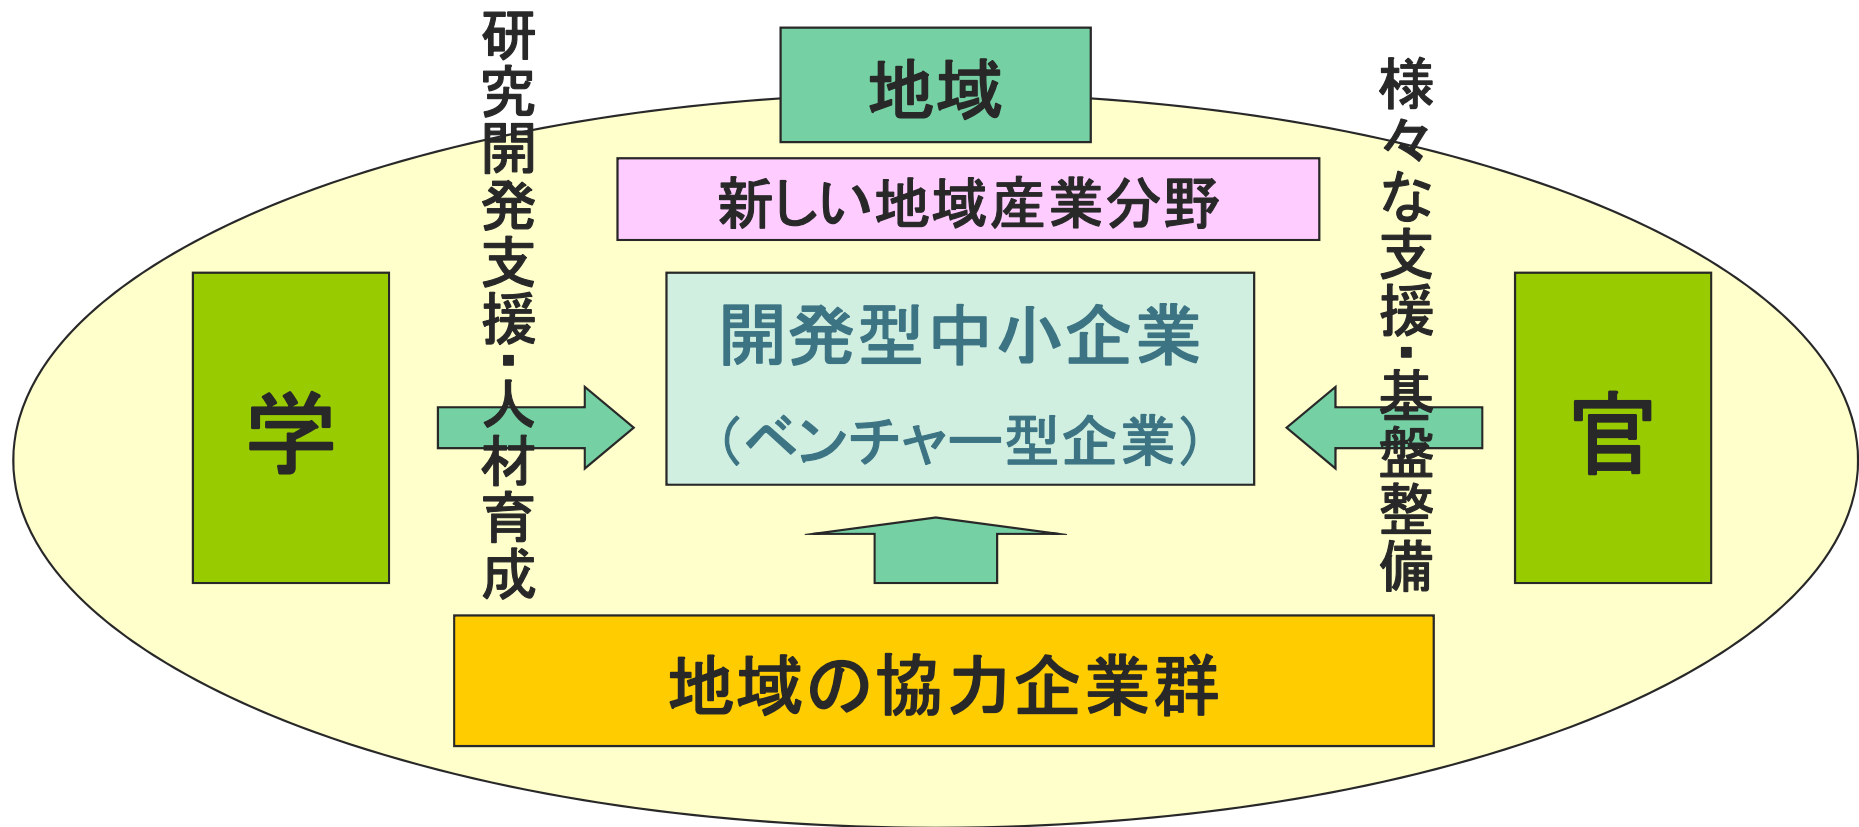 地域
新しい地域産業分野
学
研究開発支援・人材育成
開発型中小企業
（ベンチャー型企業）
様々な支援・基盤整備
官
地域の協力企業群